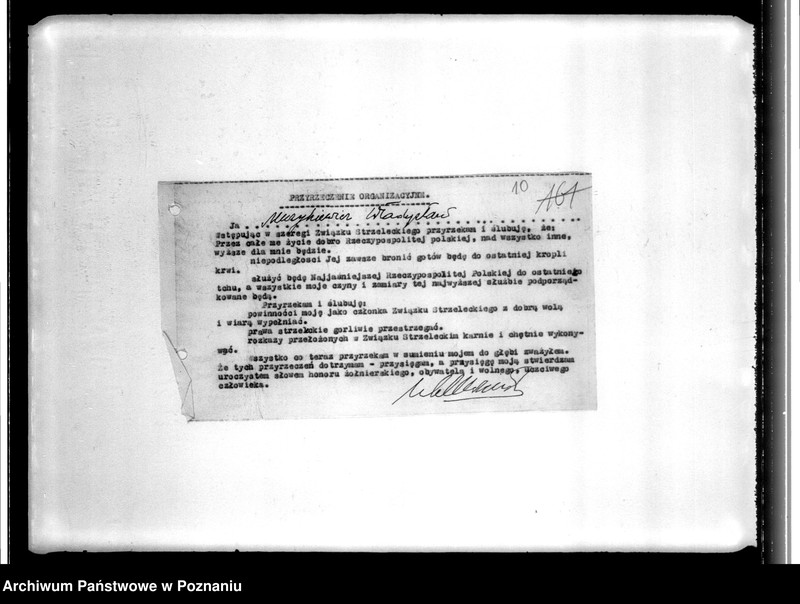 10 161
PRZYRZECZENIE ORGANIZACYJNE.
Ja Władysław
wstępując w szeregi Związku Strzeleckiego przyrzekam i ślubuję, że:
Przez całe me życie dobro Rzeczypospolitej polskiej, nad wszystko inne,
wyższe dla mnie będzie.
niepodległości Jej zawsze bronić gotów będę do ostatniej kropli
krwi.
służyć będę Najjaśniejszej Rzeczypospolitej Polskiej do ostatniego
tchu, a wszystkie moje czyny i zamiary tej najwyższej służbie podporząd-
kowane będą.
Przyrzekam i ślubuję:
powinności moje jako członka Związku Strzeleckiego z dobrą wolą
i wiarą wypełniać.
prawa strzeleckie gorliwie przestrzegać.
rozkazy przełożonych w Związku Strzeleckim karnie i chętnie wykony-
wać.
wszystko co teraz przyrzekam w sumieniu mojem do głębi zważyłem.
Że tych przyrzeczeń dotrzymam - przysięgam, a przysięgę moją stwierdzam
uroczystem słowem honoru żołnierskiego, obywatela i wolnego, uczciwego
człowieka.
Archiwum Państwowe w Poznaniu